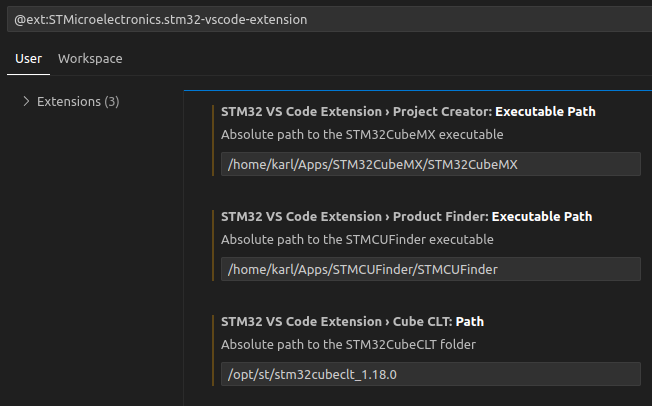 @ext:STMicroelectronics.stm32-vscode-extension
User Workspace
Extensions (3)
STM32 VS Code Extension › Project Creator: Executable Path
Absolute path to the STM32CubeMX executable
/home/karl/Apps/STM32CubeMX/STM32CubeMX
STM32 VS Code Extension › Product Finder: Executable Path
Absolute path to the STMCUFinder executable
/home/karl/Apps/STMCUFinder/STMCUFinder
STM32 VS Code Extension › Cube CLT: Path
Absolute path to the STM32CubeCLT folder
/opt/st/stm32cubeclt_1.18.0